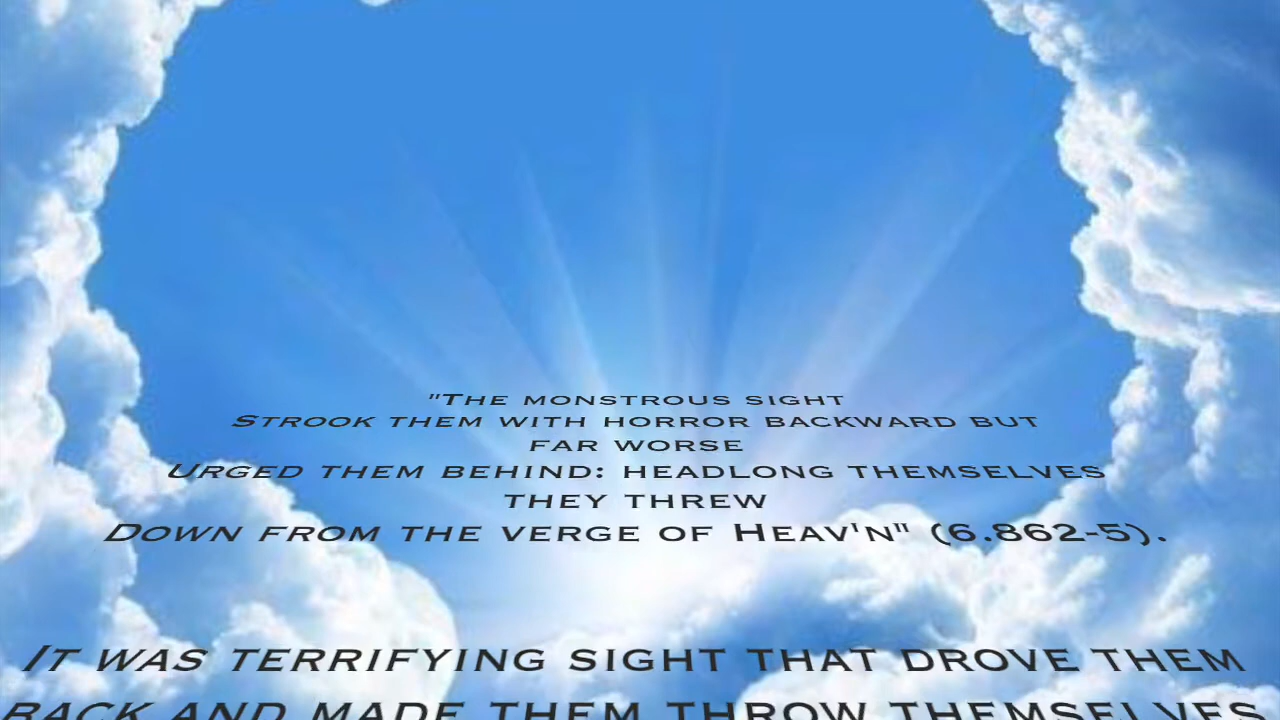 "The monstrous sight
Strook them with horror backward but
far worse
Urged them behind: headlong themselves
they threw
Down from the verge of Heav'n" (6.862-5).
It was terrifying sight that drove them
back and made them throw themselves